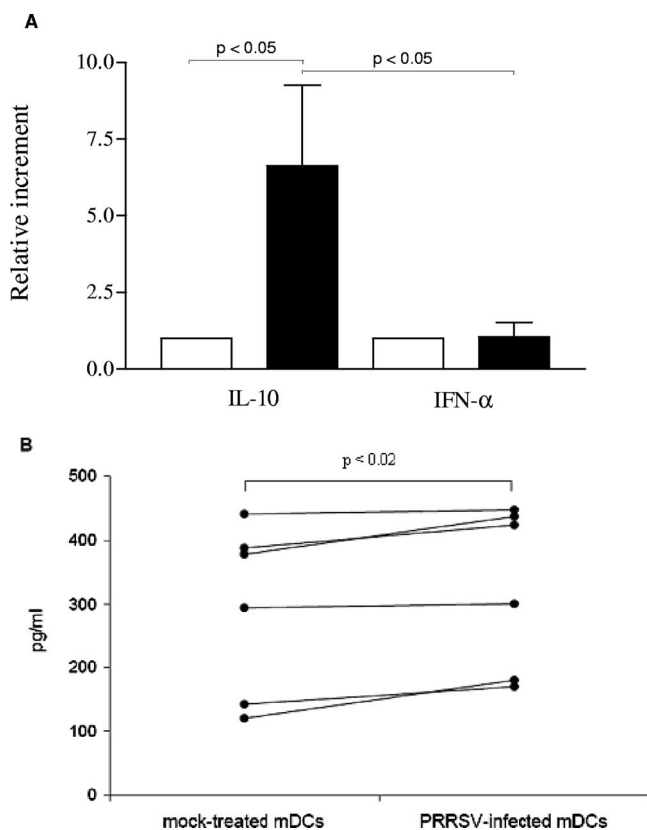 A
p < 0.05
p < 0.05
10.0
7.5
5.0
2.5
0.0
Relative increment
IL-10 IFN-α
B
p < 0.02
500
400
300
200
100
0
pg/ml
mock-treated mDCs PRRSV-infected mDCs